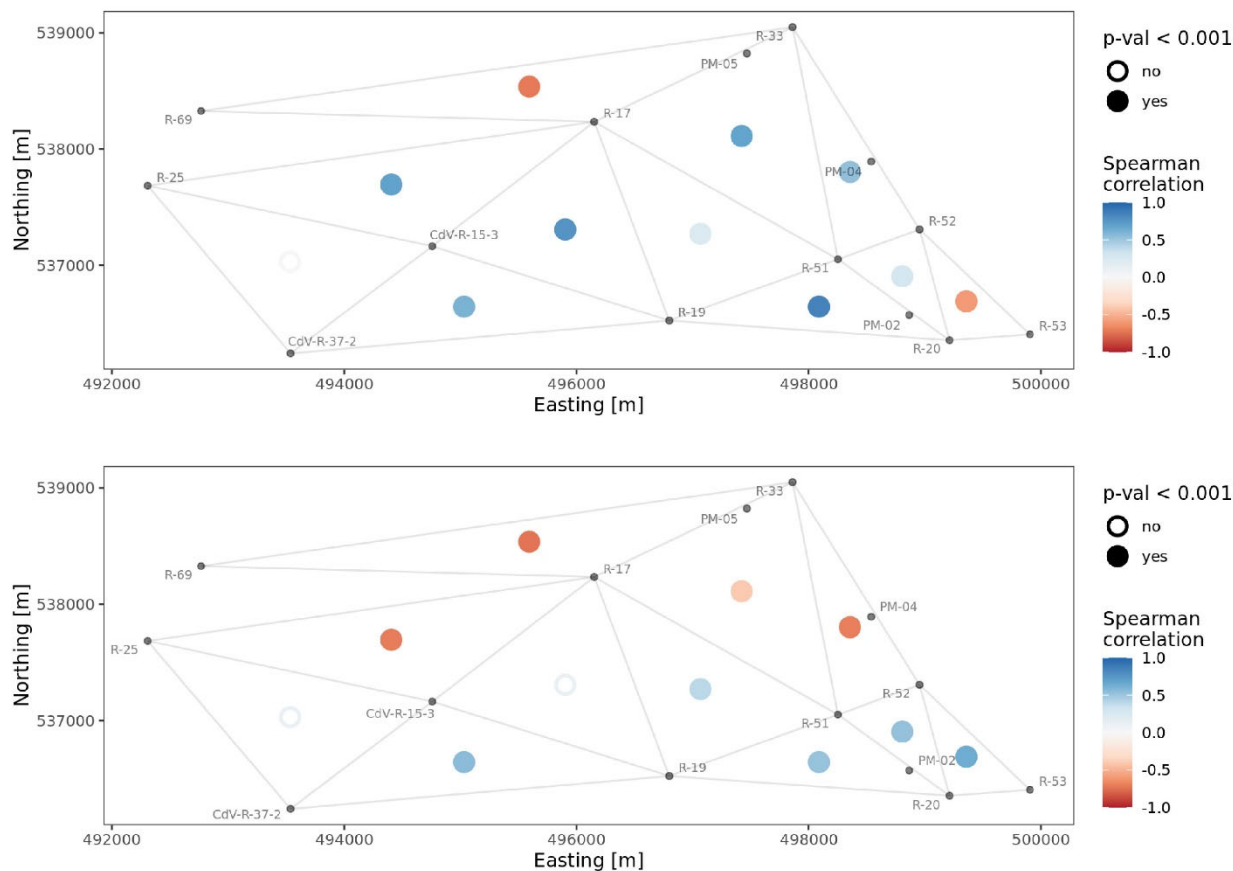 539000
538000
537000
Northing [m]
R-33
PM-05
R-69
R-17
R-25
PM-04
CdV-R-15-3
R-52
R-51
R-19
PM-02
CdV-R-37-2
R-20
R-53
492000 494000 496000 498000 500000
Easting [m]
p-val < 0.001
no
yes
Spearman
correlation
1.0
0.5
0.0
-0.5
-1.0
539000
538000
537000
Northing [m]
R-33
PM-05
R-69
R-17
PM-04
R-25
R-52
CdV-R-15-3
R-51
PM-02
R-19
R-53
CdV-R-37-2
R-20
492000 494000 496000 498000 500000
Easting [m]
p-val < 0.001
no
yes
Spearman
correlation
1.0
0.5
0.0
-0.5
-1.0